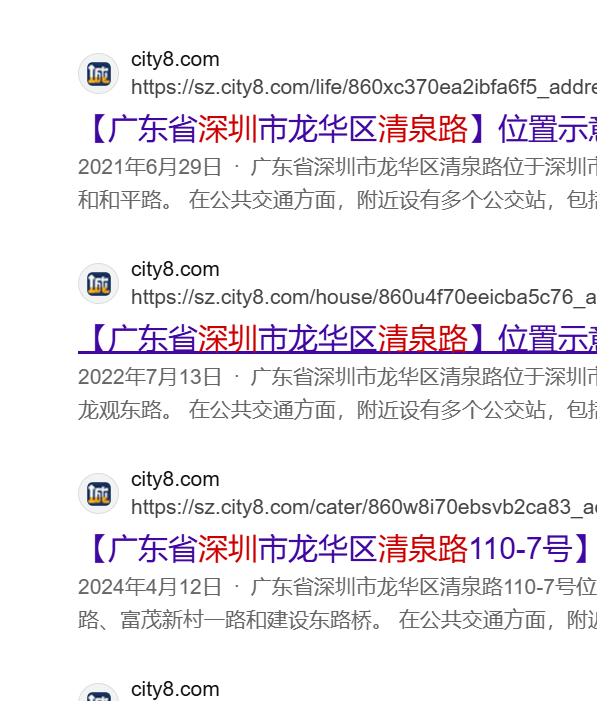 city8.com
https://sz.city8.com/life/860xc370ea2ibfa6f5_addre
【广东省深圳市龙华区清泉路】位置示意
2021年6月29日 · 广东省深圳市龙华区清泉路位于深圳市
和和平路。 在公共交通方面，附近设有多个公交站，包括
city8.com
https://sz.city8.com/house/860u4f70eeicba5c76_a
【广东省深圳市龙华区清泉路】位置示意
2022年7月13日 · 广东省深圳市龙华区清泉路位于深圳市
龙观东路。 在公共交通方面，附近设有多个公交站，包括
city8.com
https://sz.city8.com/cater/860w8i70ebsvb2ca83_a
【广东省深圳市龙华区清泉路110-7号】
2024年4月12日 · 广东省深圳市龙华区清泉路110-7号位
路、富茂新村一路和建设东路桥。 在公共交通方面，附近
city8.com